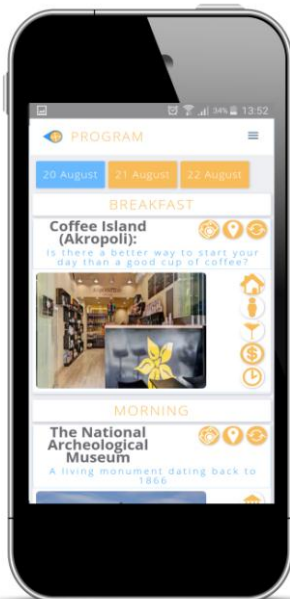 34% 13:52
PROGRAM
20 August 21 August 22 August
BREAKFAST
Coffee Island
(Akropoli):
Is there a better way to start your
day than a good cup of coffee?
MORNING
The National
Archeological
Museum
A living monument dating back to
1866